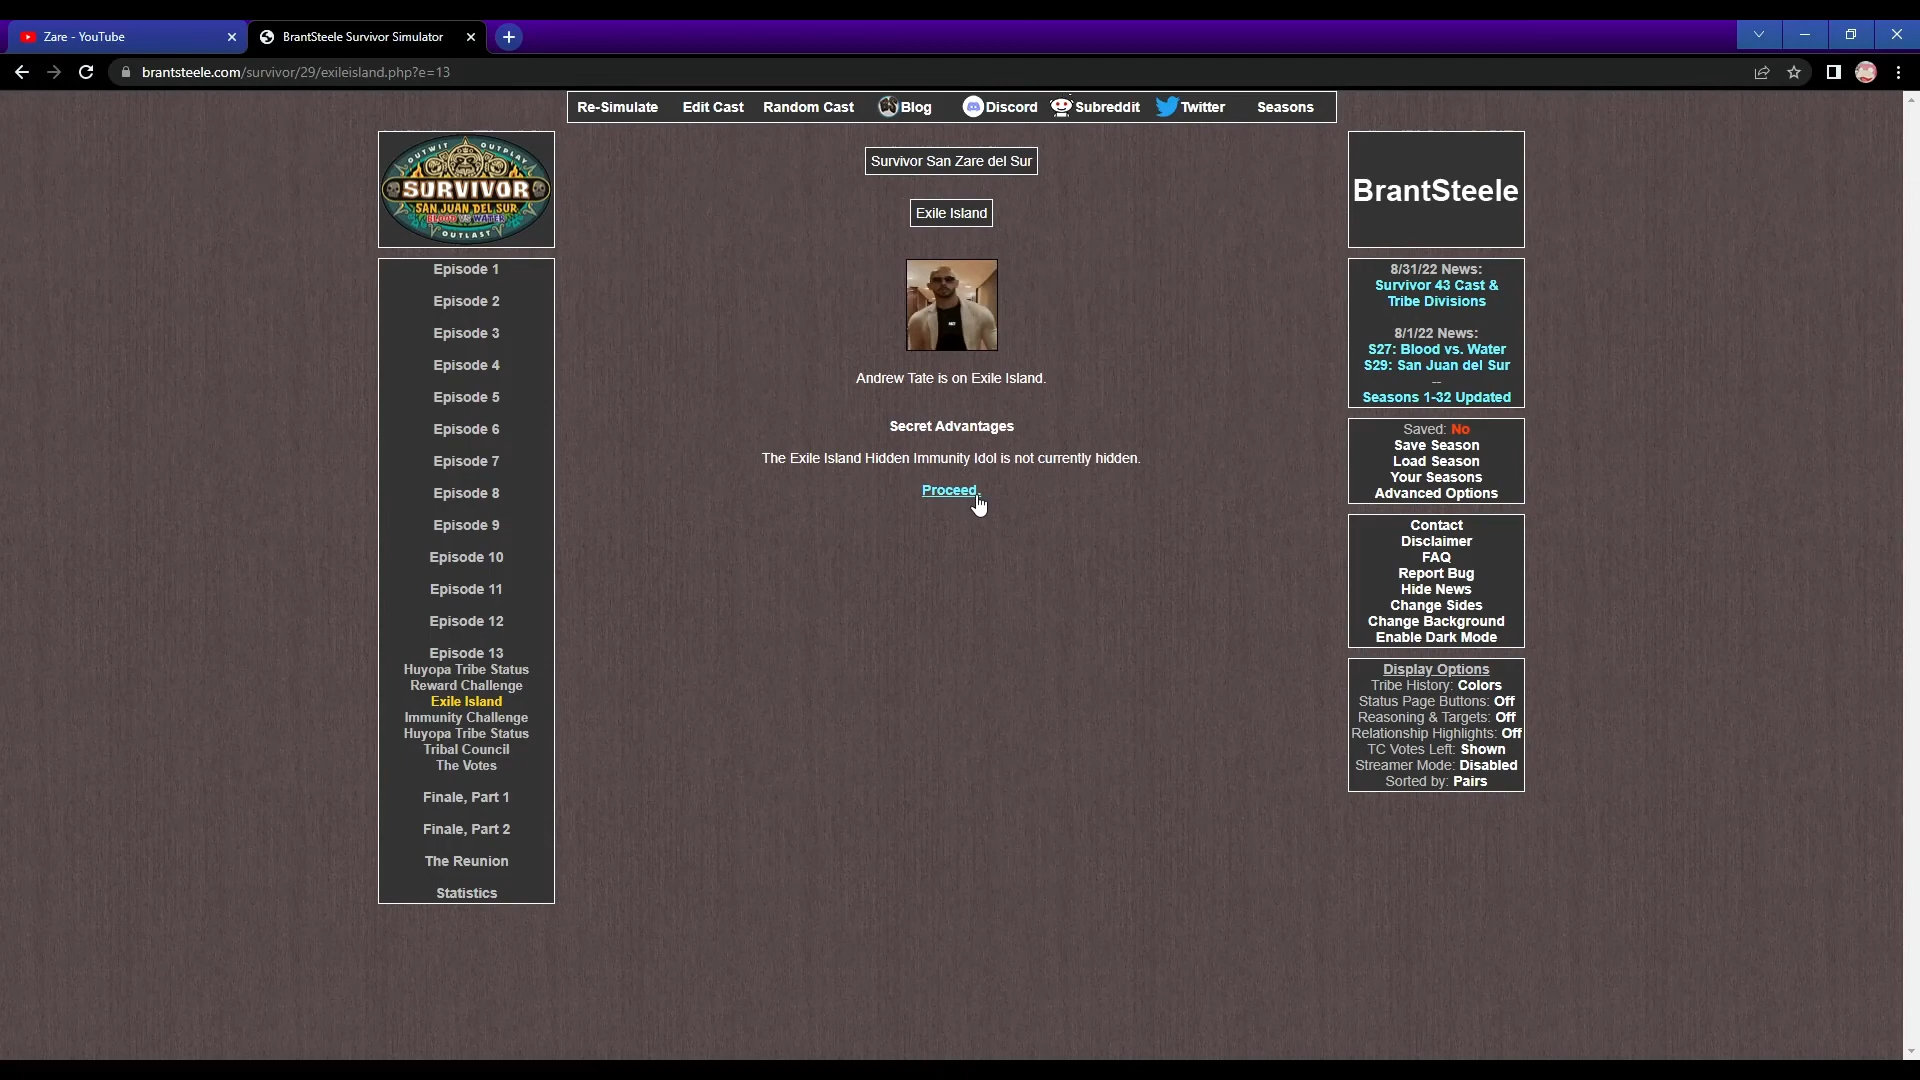 Zare - YouTube
BrantSteele Survivor Simulator
brantsteele.com/survivor/29/exileisland.php?e=13
Re-Simulate Edit Cast Random Cast Blog Discord Subreddit Twitter Seasons
OUTWIT OUTPLAY
SURVIVOR
SAN JUAN DEL SUR
BLOOD VS WATER
OUTLAST
Episode 1
Episode 2
Episode 3
Episode 4
Episode 5
Episode 6
Episode 7
Episode 8
Episode 9
Episode 10
Episode 11
Episode 12
Episode 13
Huyopa Tribe Status
Reward Challenge
Exile Island
Immunity Challenge
Huyopa Tribe Status
Tribal Council
The Votes
Finale, Part 1
Finale, Part 2
The Reunion
Statistics
Survivor San Zare del Sur
Exile Island
Andrew Tate is on Exile Island.
Secret Advantages
The Exile Island Hidden Immunity Idol is not currently hidden.
Proceed.
BrantSteele
8/31/22 News:
Survivor 43 Cast &
Tribe Divisions
8/1/22 News:
S27: Blood vs. Water
S29: San Juan del Sur
--
Seasons 1-32 Updated
Saved: No
Save Season
Load Season
Your Seasons
Advanced Options
Contact
Disclaimer
FAQ
Report Bug
Hide News
Change Sides
Change Background
Enable Dark Mode
Display Options
Tribe History: Colors
Status Page Buttons: Off
Reasoning & Targets: Off
Relationship Highlights: Off
TC Votes Left: Shown
Streamer Mode: Disabled
Sorted by: Pairs